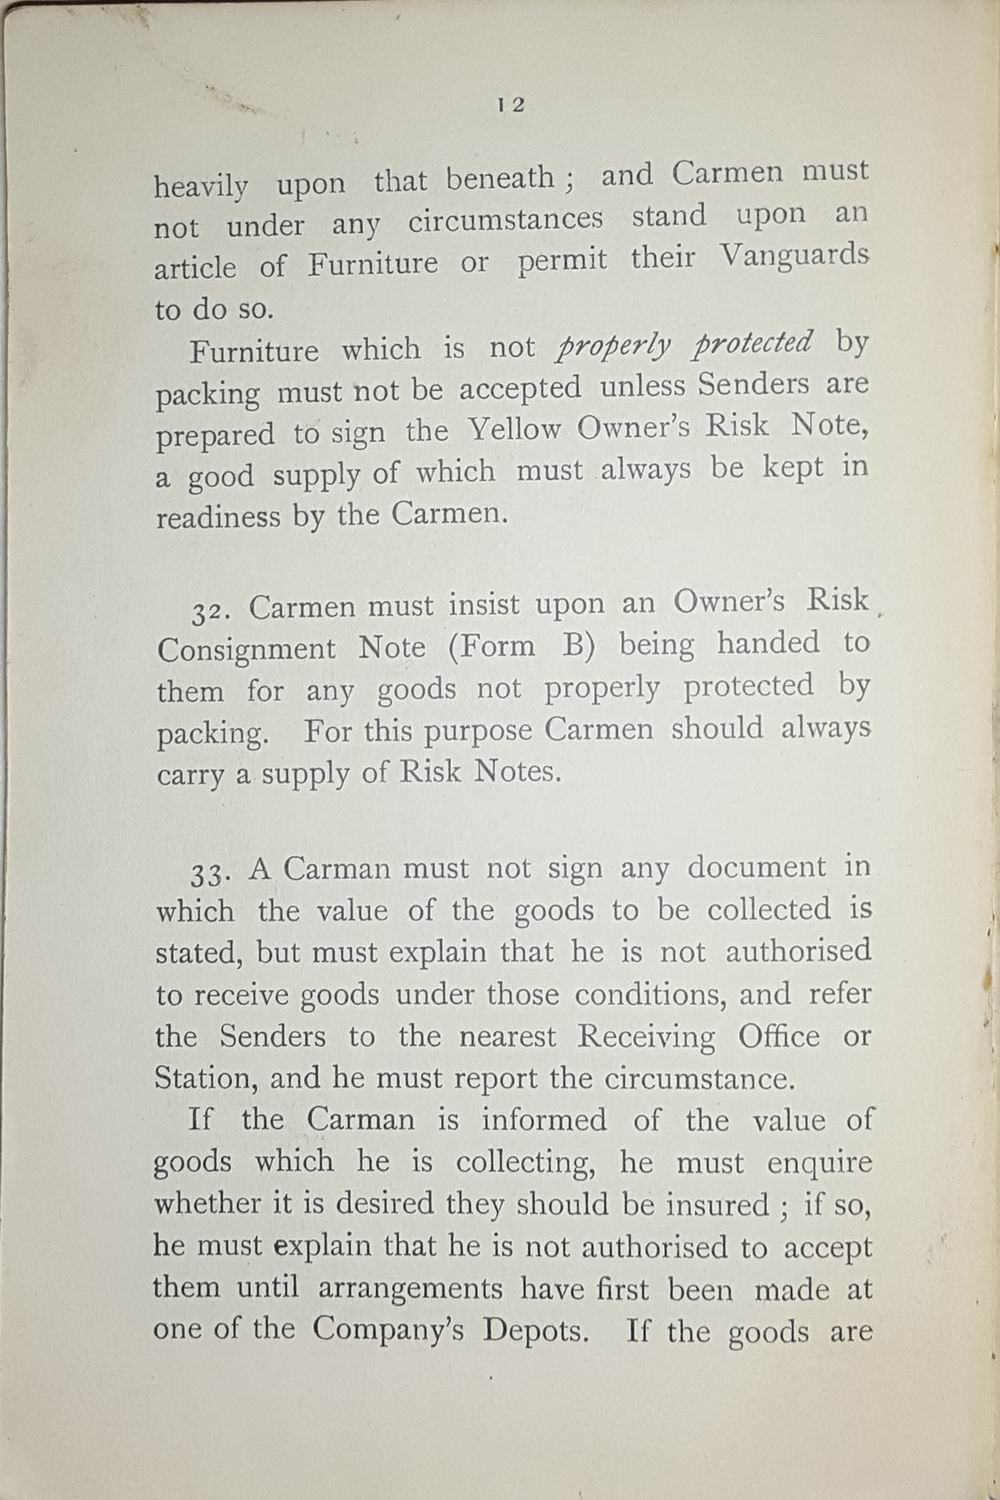 12
heavily upon that beneath ; and Carmen must
not under any circumstances stand upon an
article of Furniture or permit their Vanguards
to do so.
Furniture which is not properly protected by
packing must not be accepted unless Senders are
prepared to sign the Yellow Owner's Risk Note,
a good supply of which must always be kept in
readiness by the Carmen.
32. Carmen must insist upon an Owner's Risk
Consignment Note (Form B) being handed to
them for any goods not properly protected by
packing. For this purpose Carmen should always
carry a supply of Risk Notes.
33. A Carman must not sign any document in
which the value of the goods to be collected is
stated, but must explain that he is not authorised
to receive goods under those conditions, and refer
the Senders to the nearest Receiving Office or
Station, and he must report the circumstance.
If the Carman is informed of the value of
goods which he is collecting, he must enquire
whether it is desired they should be insured ; if so,
he must explain that he is not authorised to accept
them until arrangements have first been made at
one of the Company's Depots. If the goods are